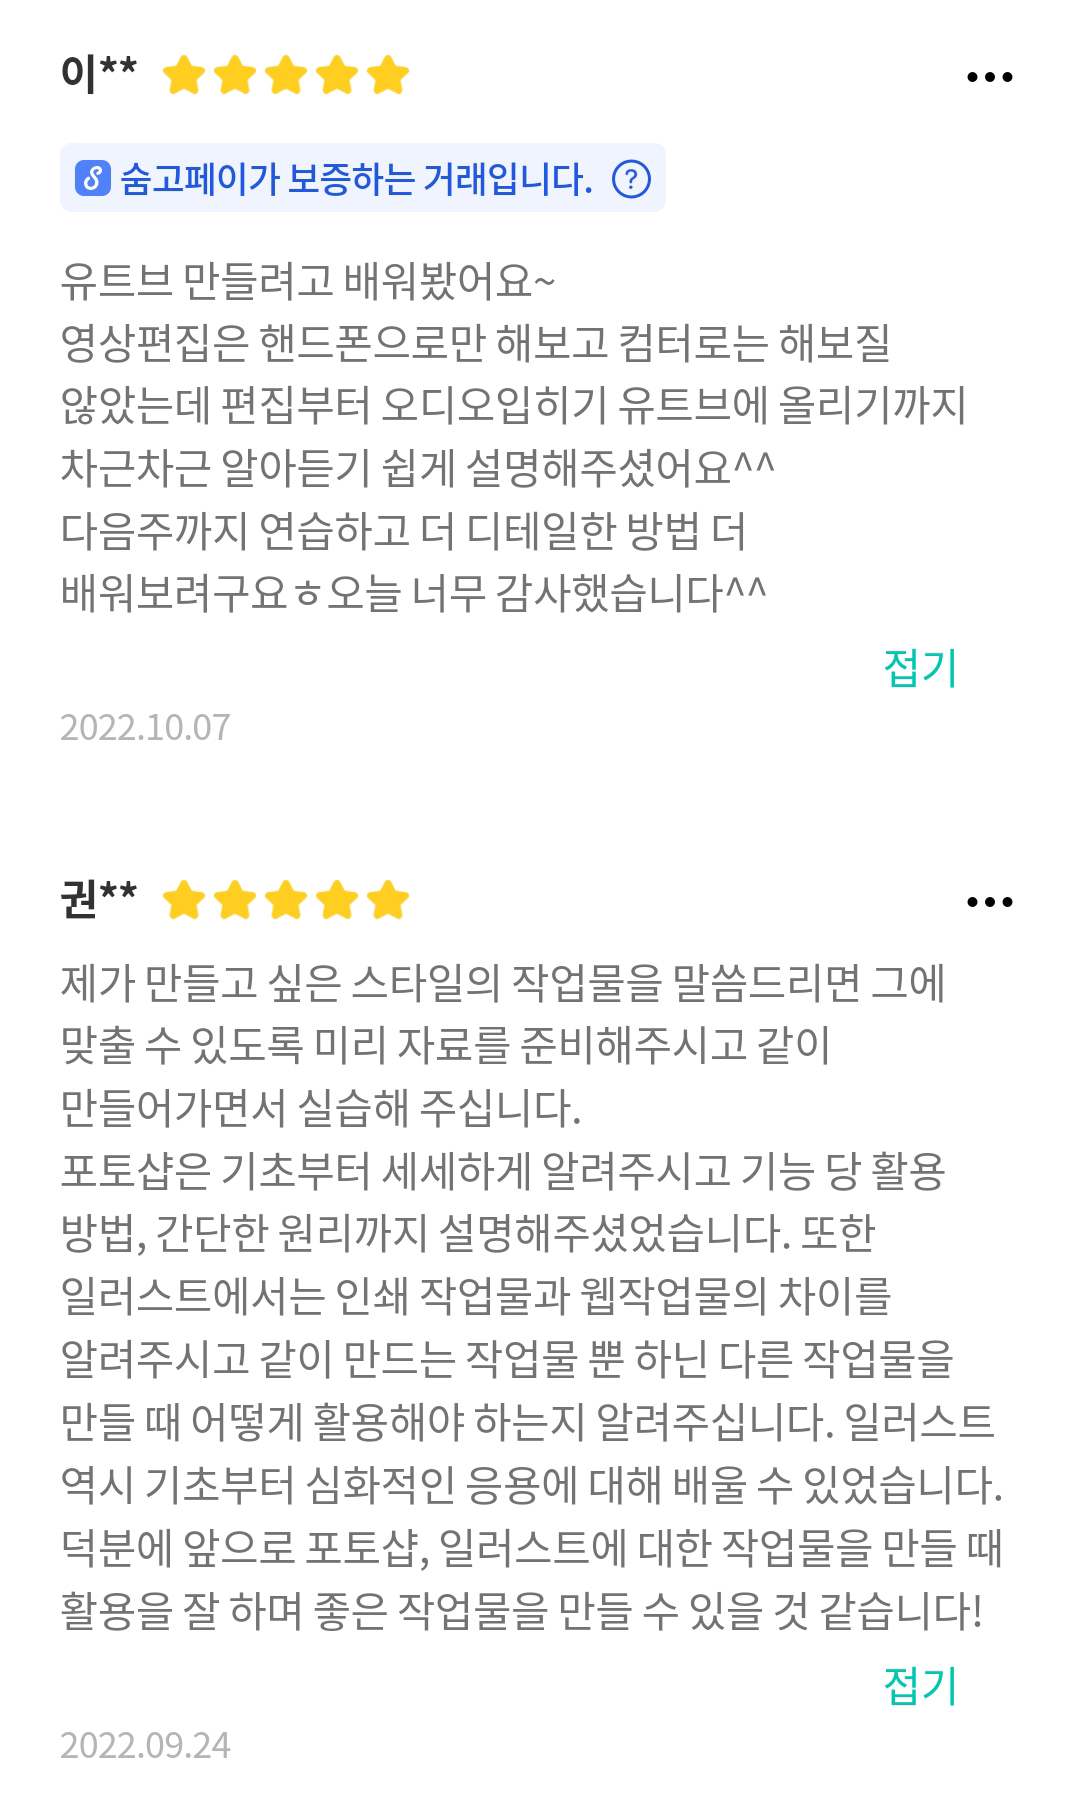 이**
숨고페이가 보증하는 거래입니다. ?
유트브 만들려고 배워봤어요~
영상편집은 핸드폰으로만 해보고 컴터로는 해보질
않았는데 편집부터 오디오입히기 유트브에 올리기까지
차근차근 알아듣기 쉽게 설명해주셨어요^^
다음주까지 연습하고 더 디테일한 방법 더
배워보려구요ㅎ오늘 너무 감사했습니다^^
접기
2022.10.07
권**
제가 만들고 싶은 스타일의 작업물을 말씀드리면 그에
맞출 수 있도록 미리 자료를 준비해주시고 같이
만들어가면서 실습해 주십니다.
포토샵은 기초부터 세세하게 알려주시고 기능 당 활용
방법, 간단한 원리까지 설명해주셨었습니다. 또한
일러스트에서는 인쇄 작업물과 웹작업물의 차이를
알려주시고 같이 만드는 작업물 뿐 하닌 다른 작업물을
만들 때 어떻게 활용해야 하는지 알려주십니다. 일러스트
역시 기초부터 심화적인 응용에 대해 배울 수 있었습니다.
덕분에 앞으로 포토샵, 일러스트에 대한 작업물을 만들 때
활용을 잘 하며 좋은 작업물을 만들 수 있을 것 같습니다!
접기
2022.09.24